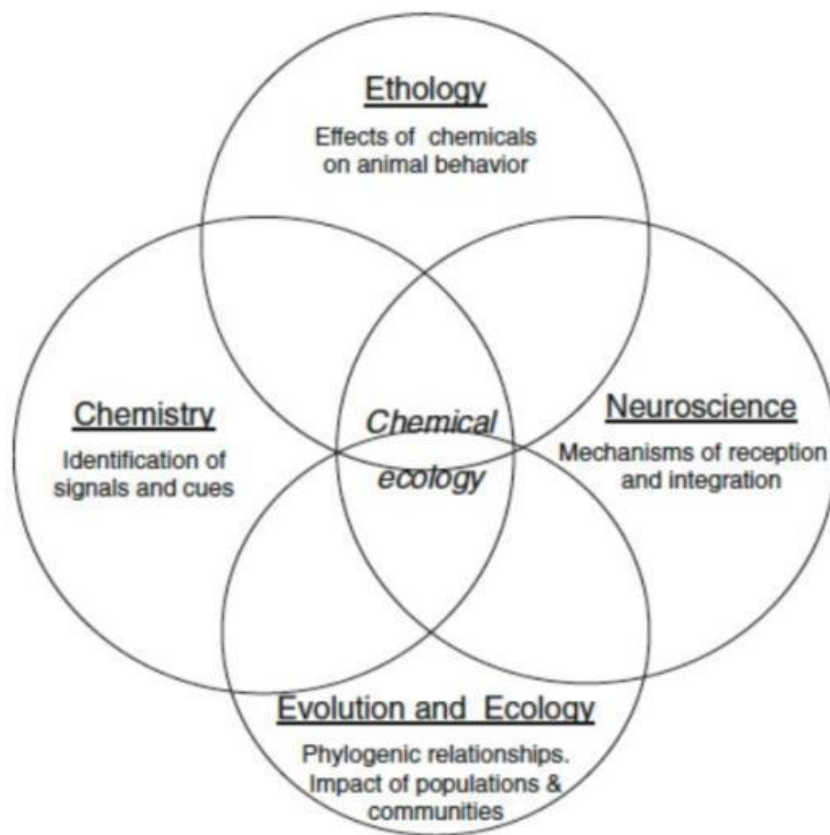 Ethology
Effects of chemicals
on animal behavior
Chemistry
Identification of
signals and cues
Chemical
ecology
Neuroscience
Mechanisms of reception
and integration
Evolution and Ecology
Phylogenic relationships.
Impact of populations &
communities